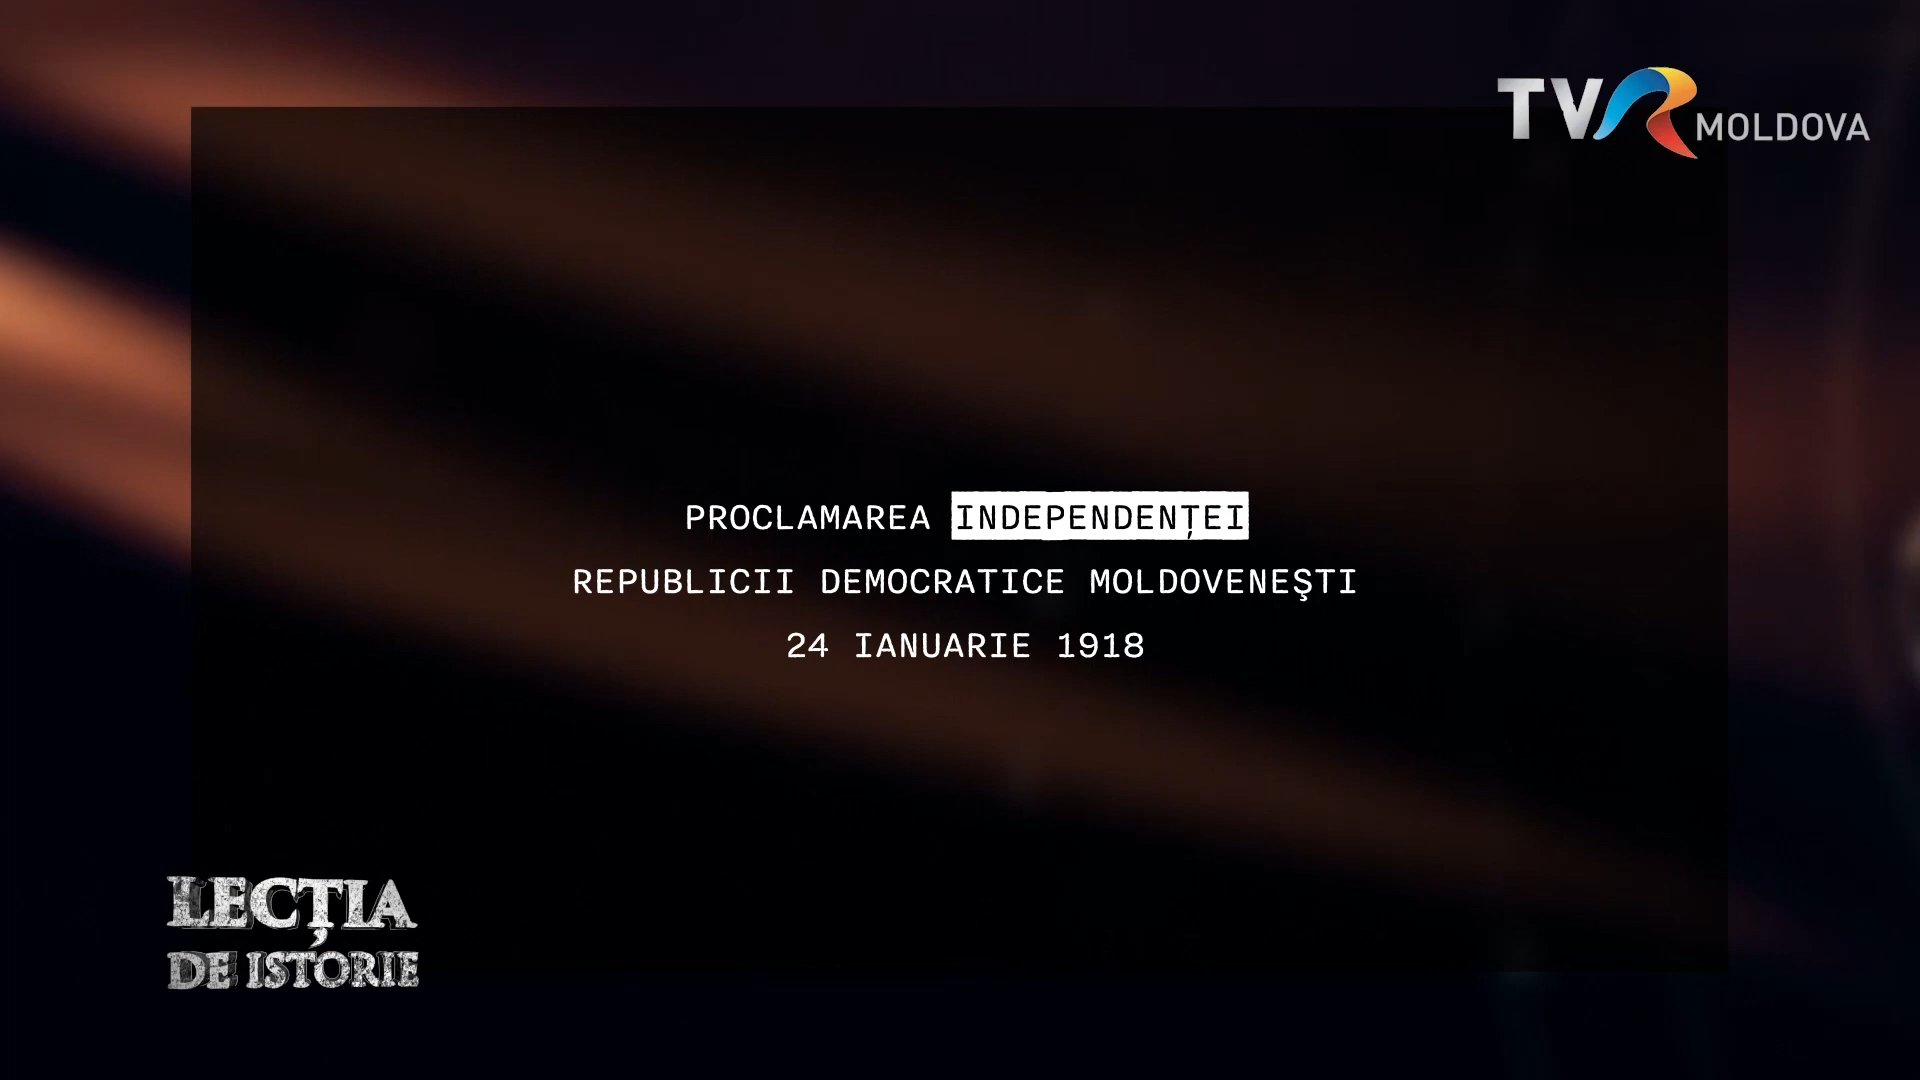 TVR MOLDOVA
PROCLAMAREA INDEPENDENȚEI
REPUBLICII DEMOCRATICE MOLDOVENEŞTI
24 IANUARIE 1918
LECȚIA
DE ISTORIE